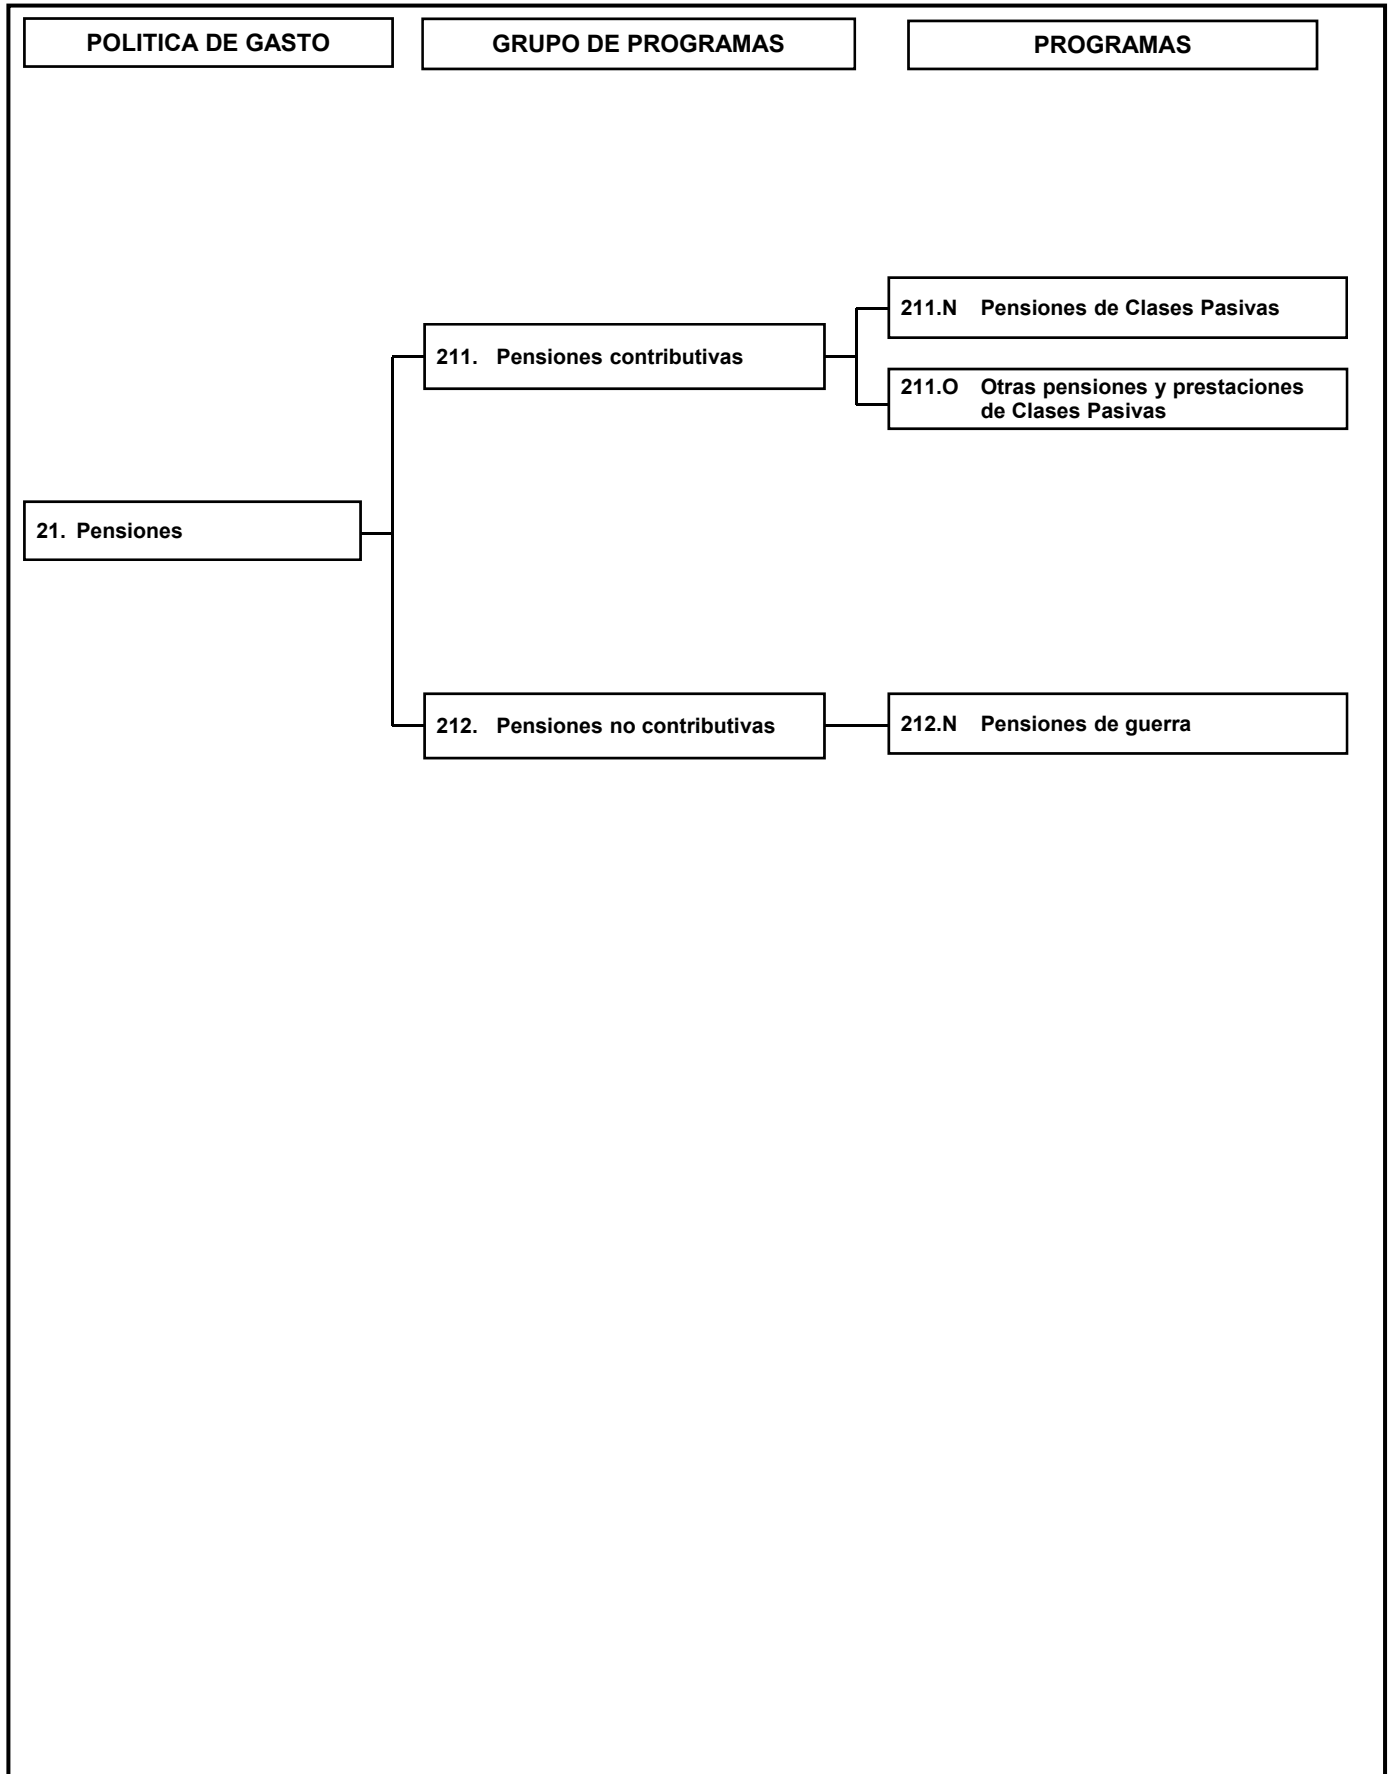 POLITICA DE GASTO
GRUPO DE PROGRAMAS
PROGRAMAS
211.N Pensiones de Clases Pasivas
211. Pensiones contributivas
211.O Otras pensiones y prestaciones
de Clases Pasivas
21. Pensiones
212. Pensiones no contributivas
212.N Pensiones de guerra